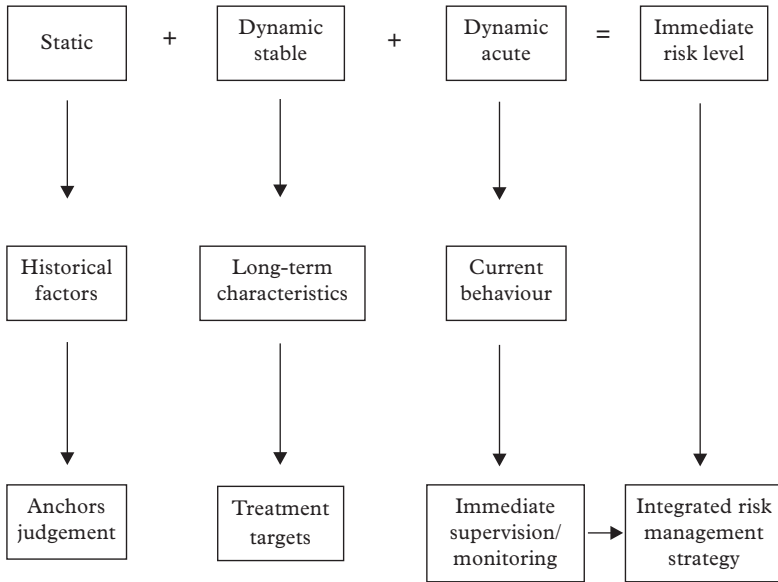 Static
+
Dynamic
stable
+
Dynamic
acute
=
Immediate
risk level
Historical
factors
Long-term
characteristics
Current
behaviour
Anchors
judgement
Treatment
targets
Immediate
supervision/
monitoring
Integrated risk
management
strategy